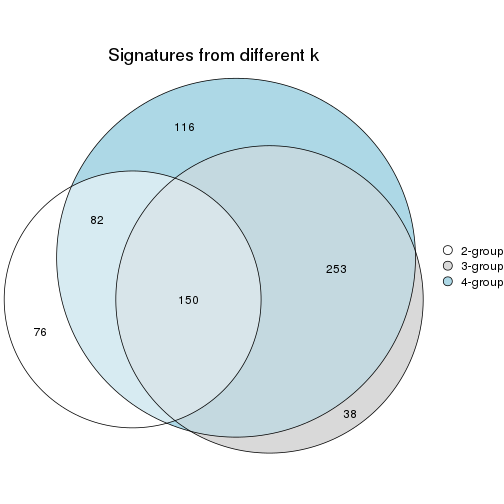 Signatures from different k
116
82
253
150
76
38
2-group
3-group
4-group